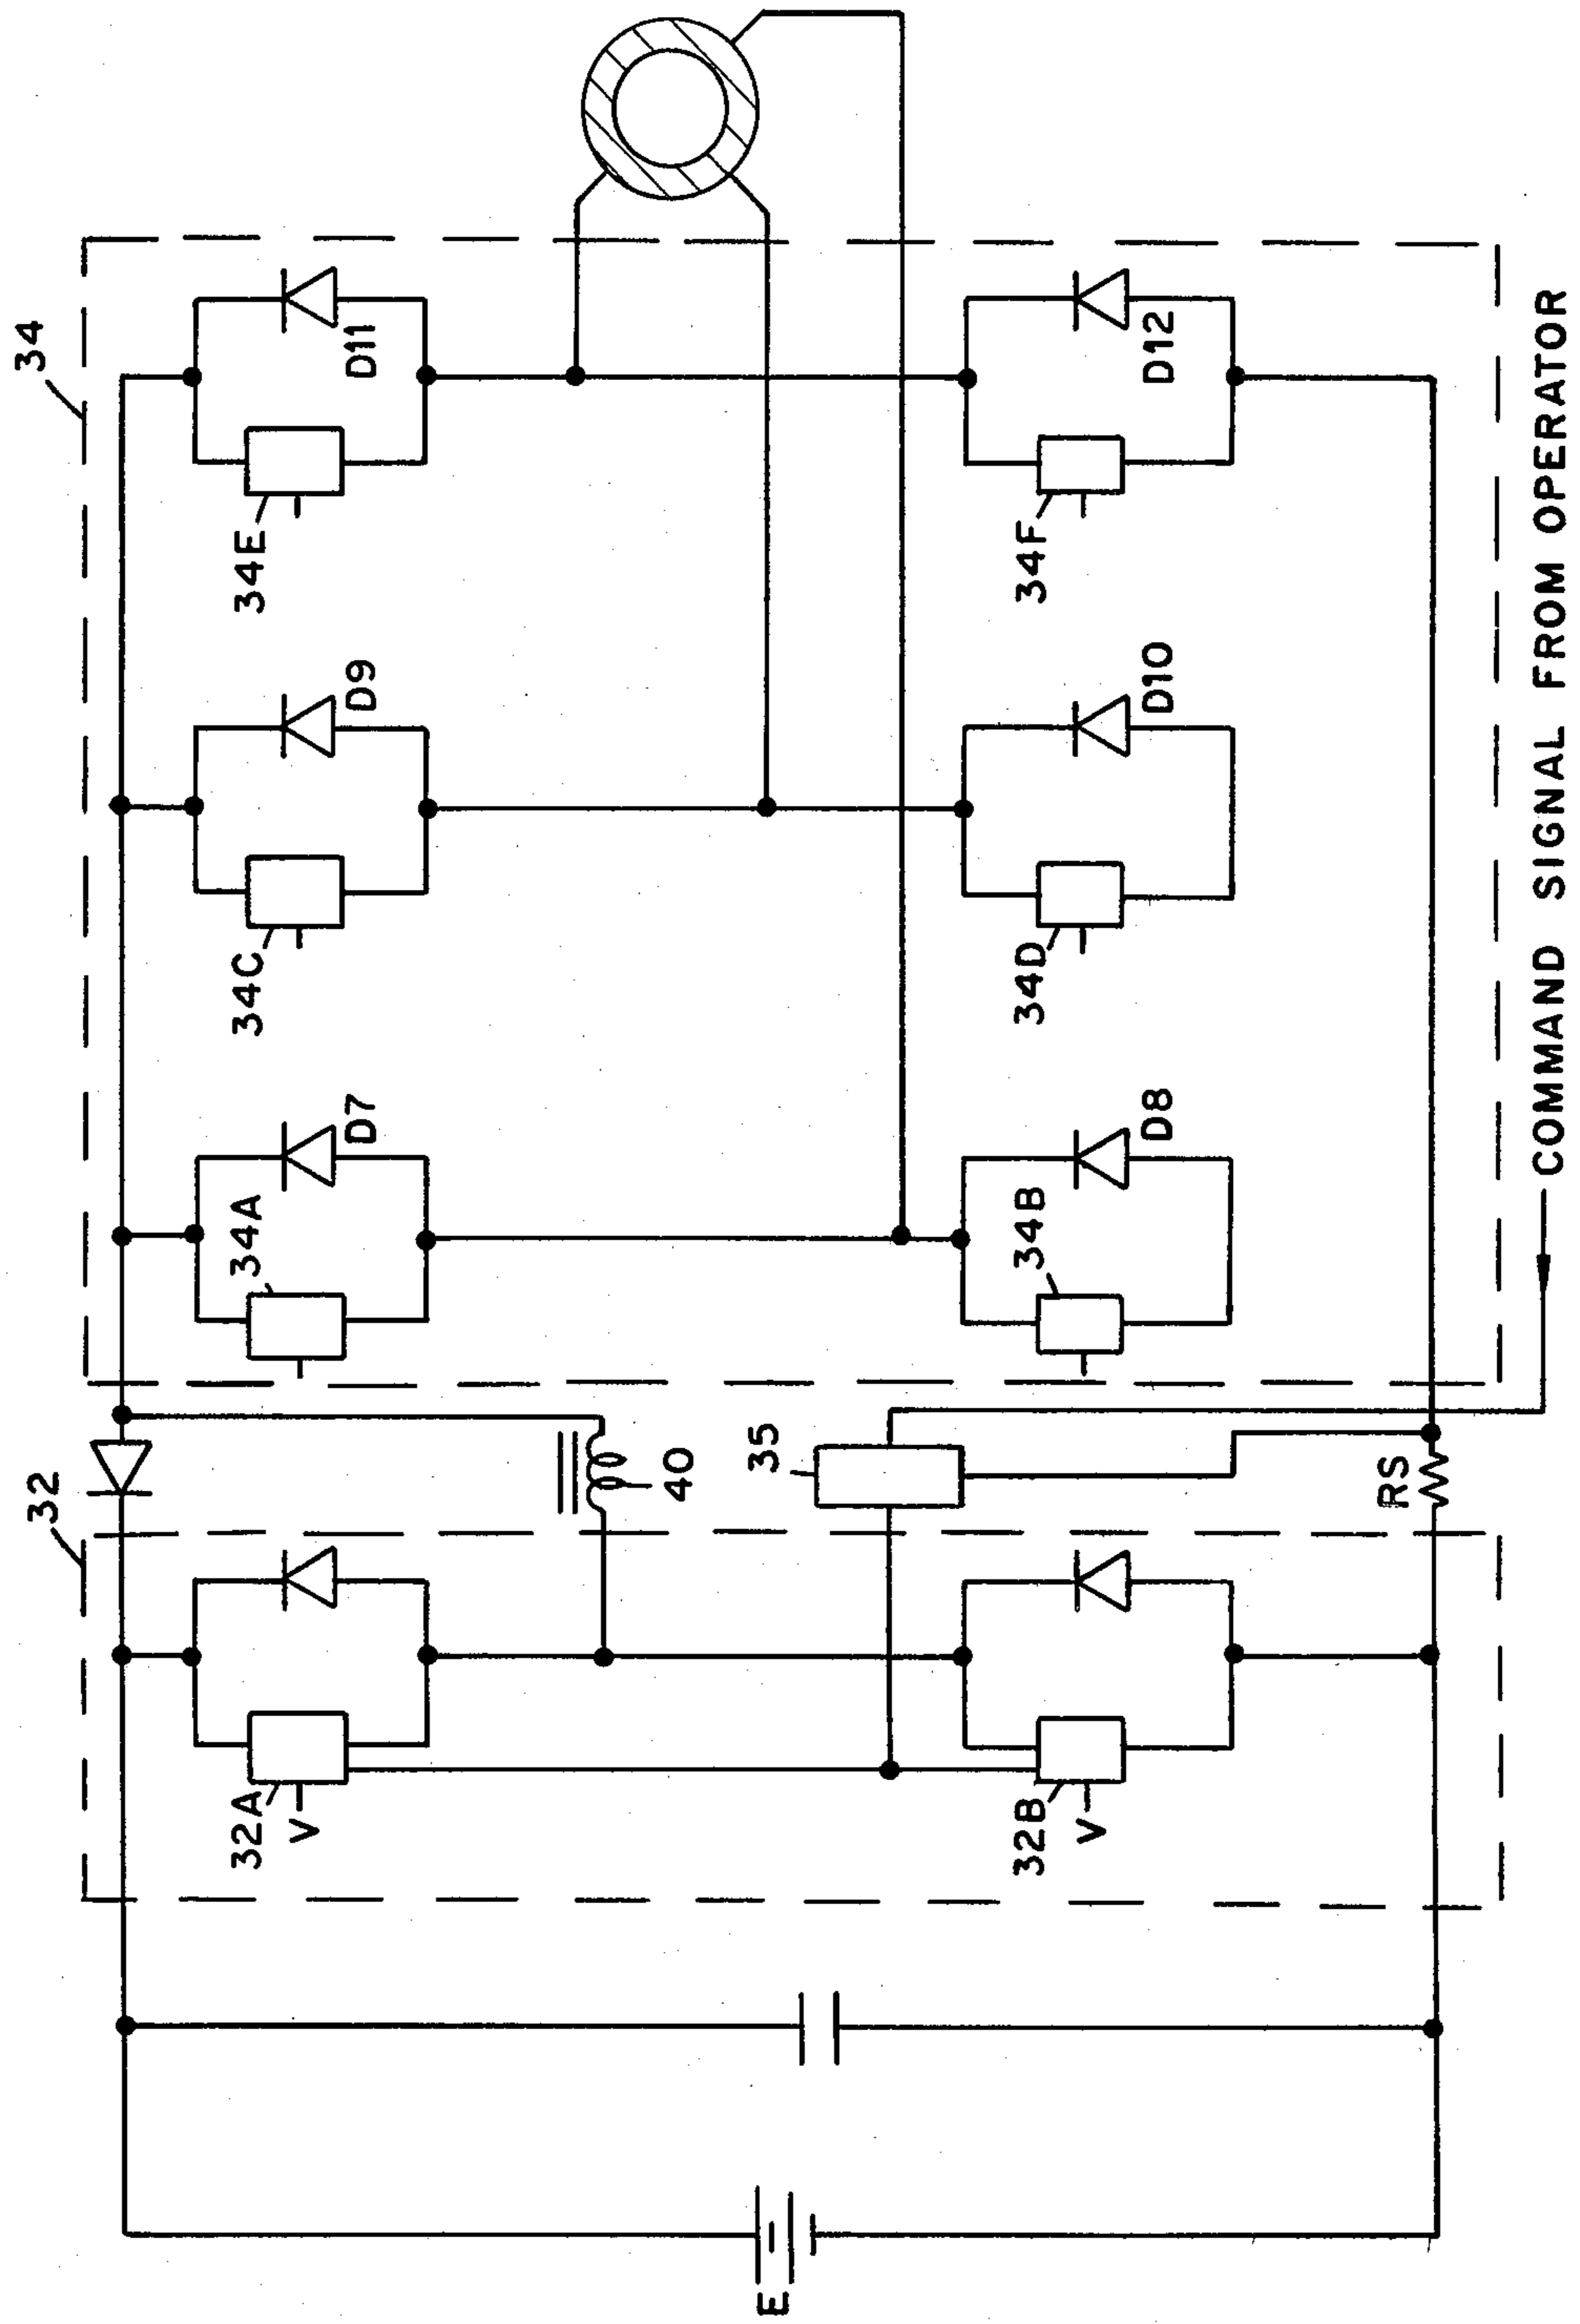 34
34E
D11
34F
D12
34C
D9
34D
D10
34A
D7
34B
D8
32
40
35
RS
32A
V
32B
V
E
COMMAND SIGNAL FROM OPERATOR